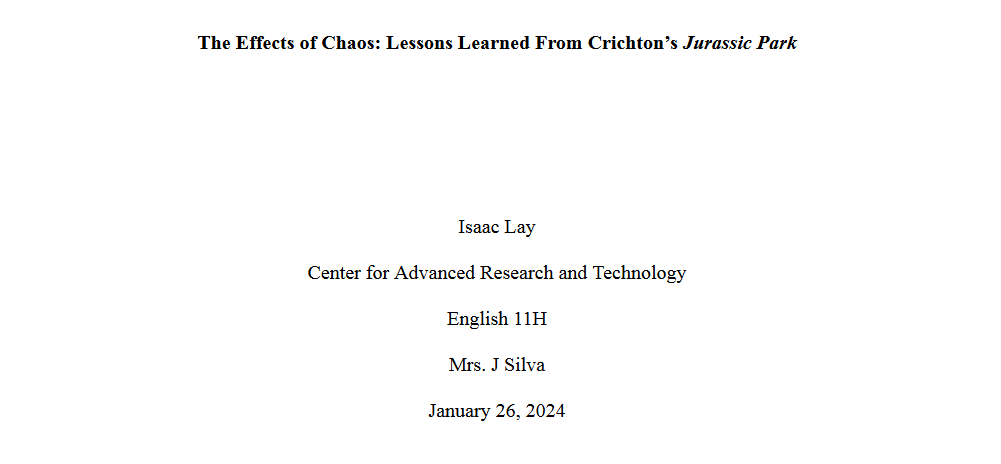 The Effects of Chaos: Lessons Learned From Crichton’s Jurassic Park
Isaac Lay
Center for Advanced Research and Technology
English 11H
Mrs. J Silva
January 26, 2024